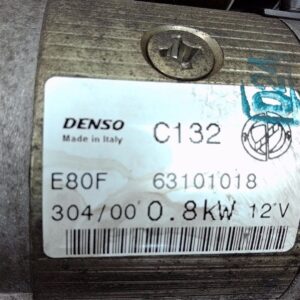 DENSO C132
Made in Italy
E80F 63101018
304/00 0.8kW 12V